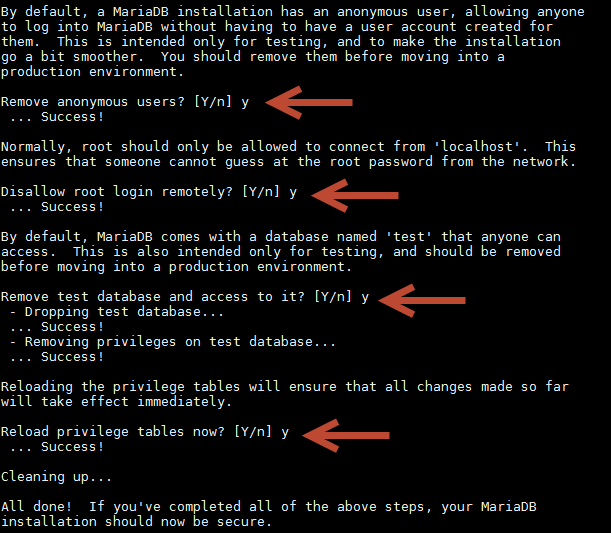 By default, a MariaDB installation has an anonymous user, allowing anyone
to log into MariaDB without having to have a user account created for
them.  This is intended only for testing, and to make the installation
go a bit smoother.  You should remove them before moving into a
production environment.

Remove anonymous users? [Y/n] y
 ... Success!

Normally, root should only be allowed to connect from 'localhost'.  This
ensures that someone cannot guess at the root password from the network.

Disallow root login remotely? [Y/n] y
 ... Success!

By default, MariaDB comes with a database named 'test' that anyone can
access.  This is also intended only for testing, and should be removed
before moving into a production environment.

Remove test database and access to it? [Y/n] y
 - Dropping test database...
 ... Success!
 - Removing privileges on test database...
 ... Success!

Reloading the privilege tables will ensure that all changes made so far
will take effect immediately.

Reload privilege tables now? [Y/n] y
 ... Success!

Cleaning up...

All done!  If you've completed all of the above steps, your MariaDB
installation should now be secure.